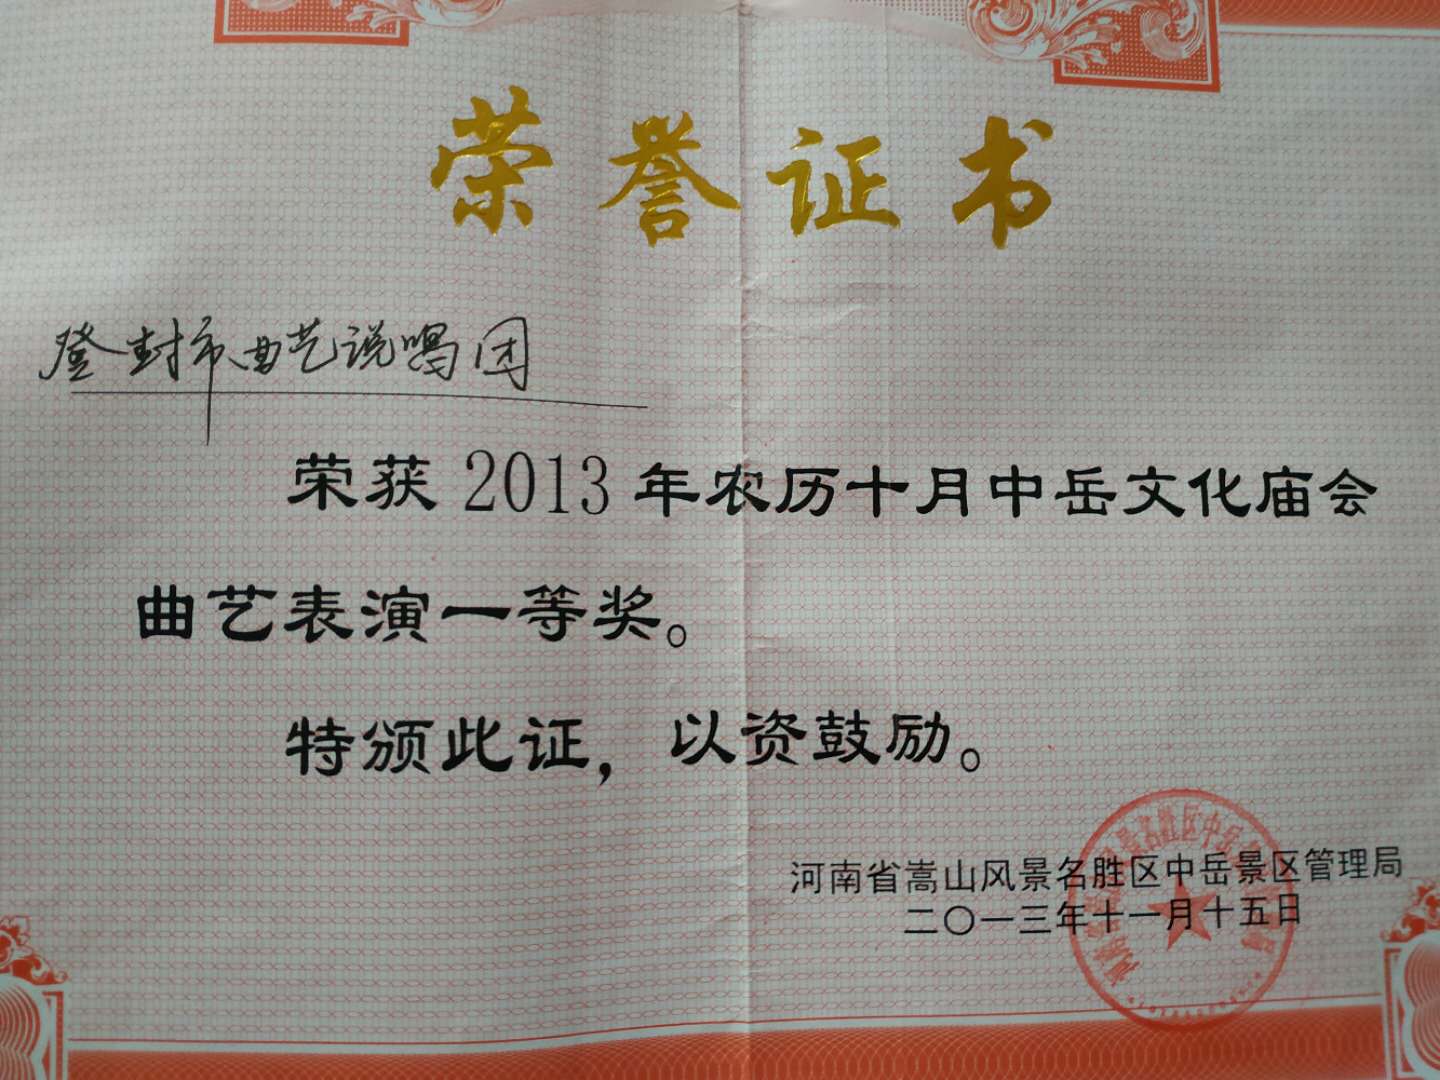 荣誉证书
登封市曲艺说唱团
荣获2013年农历十月中岳文化庙会
曲艺表演一等奖。
特颁此证，以资鼓励。
河南省嵩山风景名胜区中岳景区管理局
二〇一三年十一月十五日